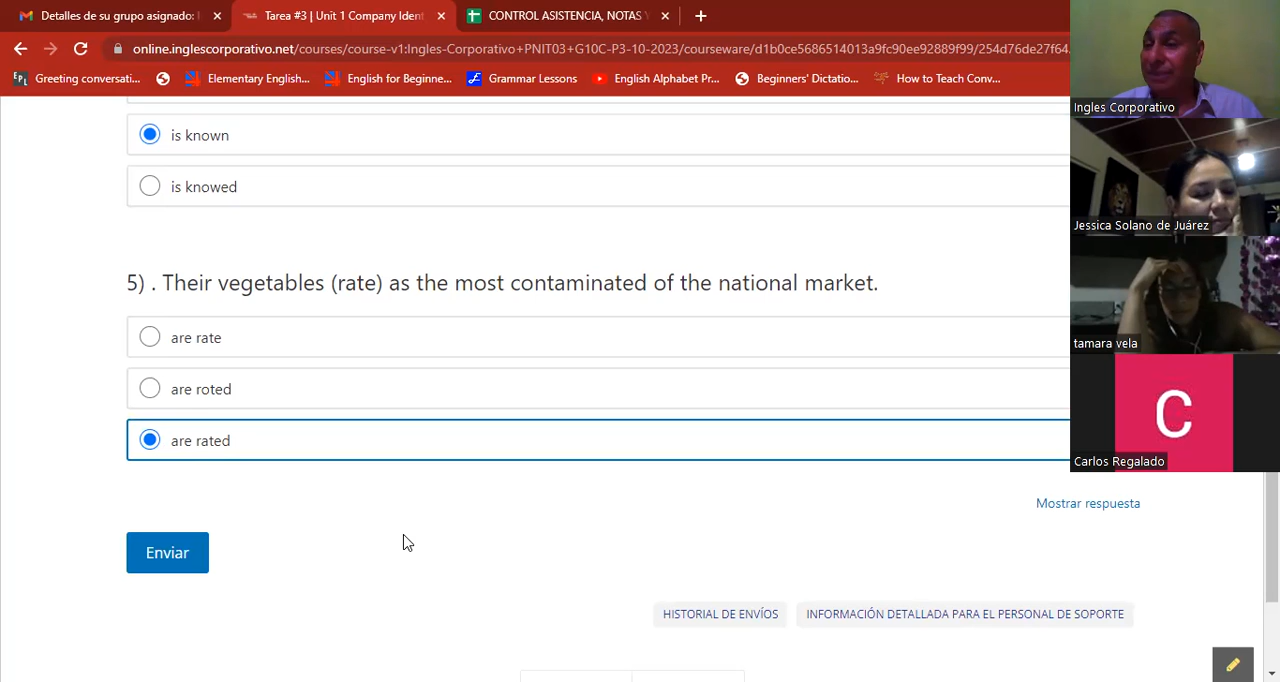 Detalles de su grupo asignado:
Tarea #3 | Unit 1 Company Iden
CONTROL ASISTENCIA, NOTAS Y
online.inglescorporativo.net/courses/course-v1:Ingles-Corporativo+PNIT03+G10C-P3-10-2023/courseware/d1b0ce5686514013a9fc90ee92889f99/254d76de27f64.
Greeting conversati...
Elementary English...
English for Beginne...
Grammar Lessons
English Alphabet Pr...
Beginners' Dictatio...
How to Teach Conv...
Ingles Corporativo
is known
is knowed
Jessica Solano de Juárez
5) . Their vegetables (rate) as the most contaminated of the national market.
are rate
tamara vela
are roted
are rated
C
Carlos Regalado
Mostrar respuesta
Enviar
HISTORIAL DE ENVÍOS
INFORMACIÓN DETALLADA PARA EL PERSONAL DE SOPORTE